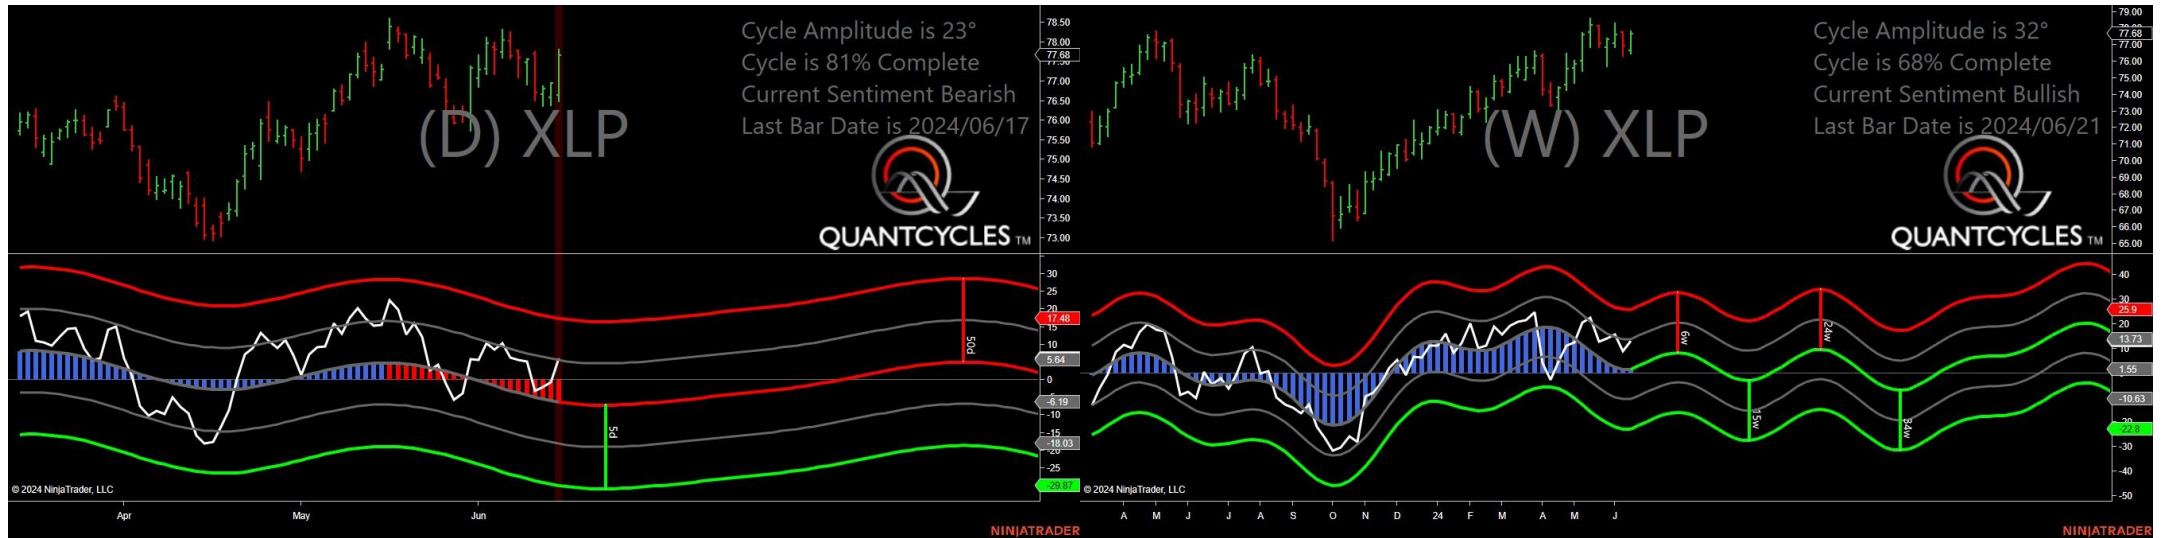 Cycle Amplitude is 23°
Cycle is 81% Complete
Current Sentiment Bearish
Last Bar Date is 2024/06/17
(D) XLP
QUANTCYCLES TM
78.50
78.00
77.68
77.00
76.50
76.00
75.50
75.00
74.50
74.00
73.50
73.00
30
25
20
17.48
15
10
5.64
0
-6.19
-10
-15
-18.03
-25
-29.87
50d
5d
© 2024 NinjaTrader, LLC
Apr
May
Jun
NINJATRADER
Cycle Amplitude is 32°
Cycle is 68% Complete
Current Sentiment Bullish
Last Bar Date is 2024/06/21
(W) XLP
QUANTCYCLES TM
79.00
77.68
77.00
76.00
75.00
74.00
73.00
72.00
71.00
70.00
69.00
68.00
67.00
66.00
65.00
40
30
25.9
20
13.73
1.55
-10.63
-22.8
-30
-40
-50
6w
24w
15w
34w
© 2024 NinjaTrader, LLC
A M J J A S O N D 24 F M A M J
NINJATRADER